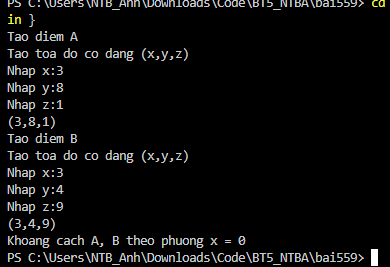 PS C:\Users\NTB_Anh\Downloads\Code\BT5_NTBA\bai559> cd
in }
Tao diem A
Tao toa do co dang (x,y,z)
Nhap x:3
Nhap y:8
Nhap z:1
(3,8,1)
Tao diem B
Tao toa do co dang (x,y,z)
Nhap x:3
Nhap y:4
Nhap z:9
(3,4,9)
Khoang cach A, B theo phuong x = 0
PS C:\Users\NTB_Anh\Downloads\Code\BT5_NTBA\bai559>